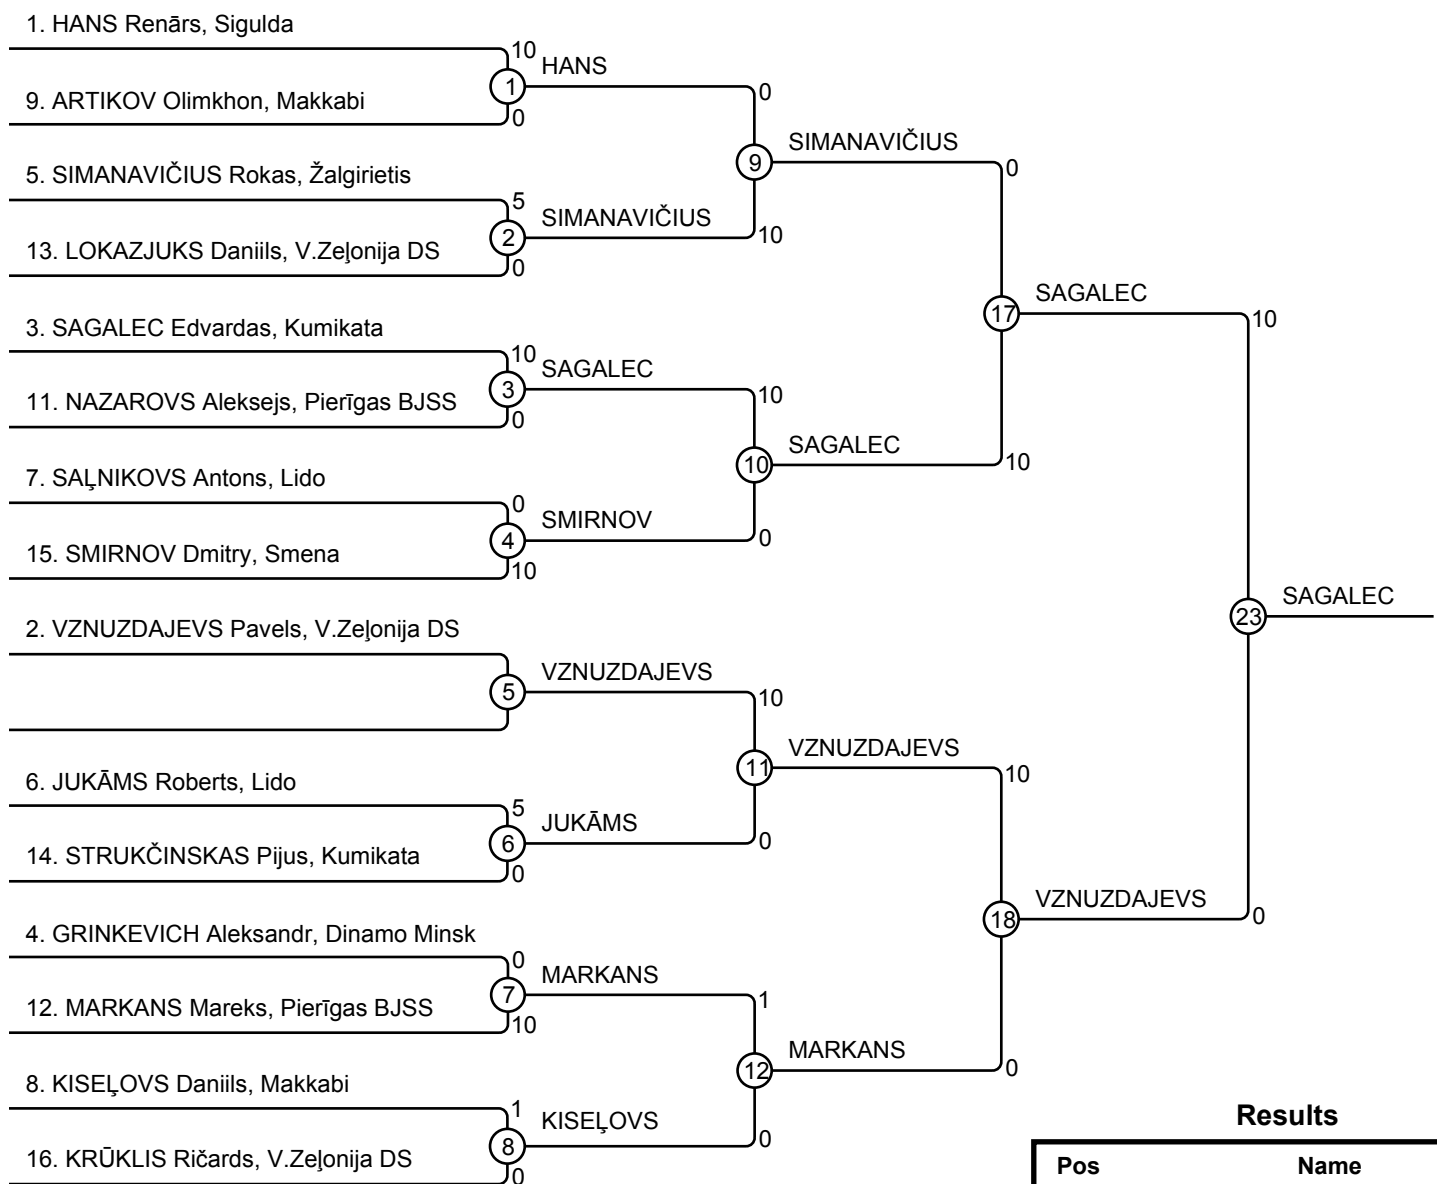 1. HANS Renārs, Sigulda
10
HANS
1
0
9. ARTIKOV Olimkhon, Makkabi
0
SIMANAVIČIUS
9
0
5. SIMANAVIČIUS Rokas, Žalgirietis
5
SIMANAVIČIUS
2
10
13. LOKAZJUKS Daniils, V.Zeļonija DS
0
SAGALEC
17
10
3. SAGALEC Edvardas, Kumikata
10
SAGALEC
3
10
11. NAZAROVS Aleksejs, Pierīgas BJSS
0
SAGALEC
10
10
7. SAĻNIKOVS Antons, Lido
0
SMIRNOV
4
0
15. SMIRNOV Dmitry, Smena
10
SAGALEC
23
2. VZNUZDAJEVS Pavels, V.Zeļonija DS
VZNUZDAJEVS
5
10
VZNUZDAJEVS
11
10
6. JUKĀMS Roberts, Lido
5
JUKĀMS
6
0
14. STRUKČINSKAS Pijus, Kumikata
0
VZNUZDAJEVS
18
0
4. GRINKEVICH Aleksandr, Dinamo Minsk
0
MARKANS
7
1
12. MARKANS Mareks, Pierīgas BJSS
10
MARKANS
12
0
8. KISEĻOVS Daniils, Makkabi
1
KISEĻOVS
8
0
16. KRŪKLIS Ričards, V.Zeļonija DS
0
Results
Pos Name